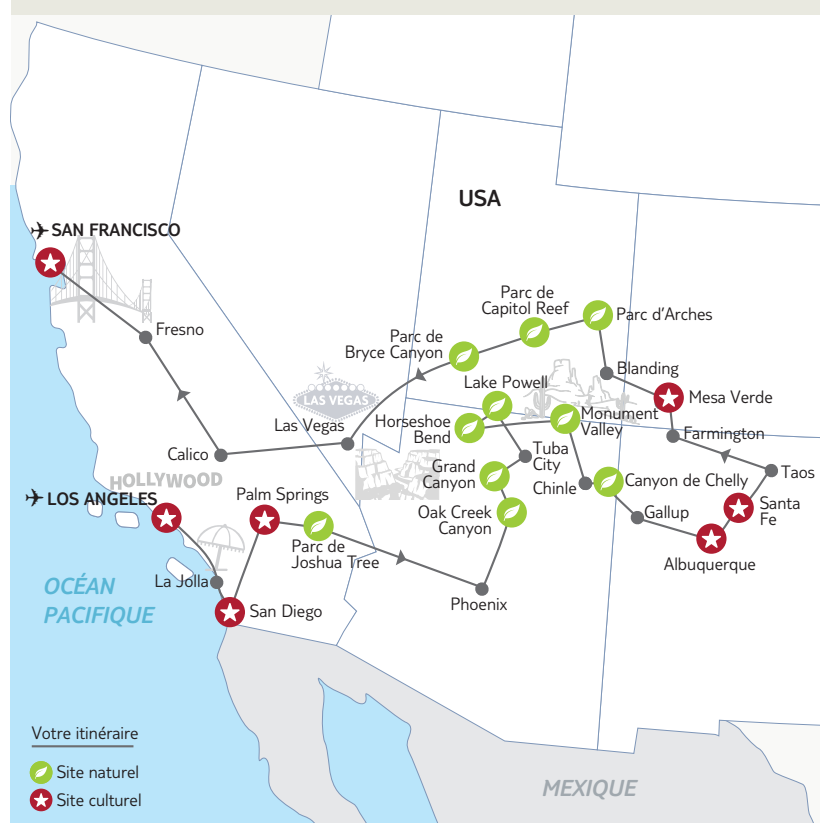 USA
SAN FRANCISCO
Fresno
Parc de
Capitol Reef
Parc d'Arches
Parc de
Bryce Canyon
Blanding
Lake Powell
Mesa Verde
LAS VEGAS
Las Vegas
Horseshoe
Bend
Monument
Valley
Farmington
Calico
Tuba
City
Taos
HOLLYWOOD
Grand
Canyon
Chinle
Canyon de Chelly
LOS ANGELES
Palm Springs
Oak Creek
Canyon
Gallup
Santa
Fe
Parc de
Joshua Tree
Albuquerque
La Jolla
OCÉAN
PACIFIQUE
San Diego
Phoenix
Votre itinéraire
Site naturel
Site culturel
MEXIQUE